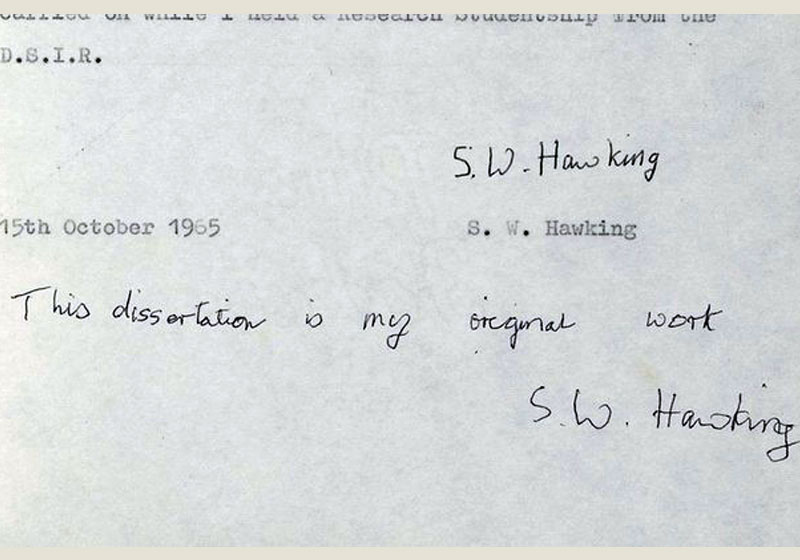 carried on while I held a Research Studentship from the
D.S.I.R.
S.W. Hawking
15th October 1965 S. W. Hawking
This dissertation is my original work
S.W. Hawking